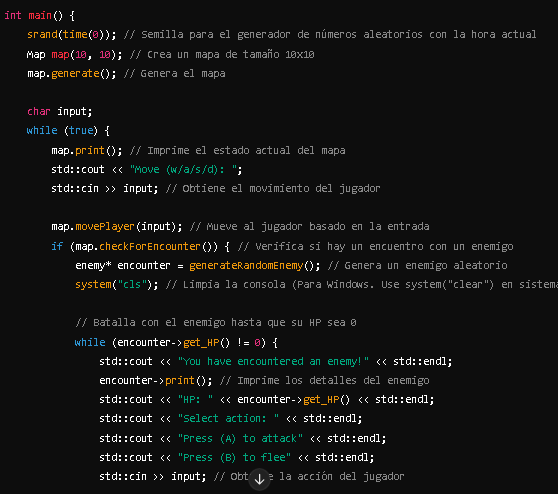 int main() {
srand(time(0)); // Semilla para el generador de números aleatorios con la hora actual
Map map(10, 10); // Crea un mapa de tamaño 10x10
map.generate(); // Genera el mapa
char input;
while (true) {
map.print(); // Imprime el estado actual del mapa
std::cout << "Move (w/a/s/d): ";
std::cin >> input; // Obtiene el movimiento del jugador
map.movePlayer(input); // Mueve al jugador basado en la entrada
if (map.checkForEncounter()) { // Verifica si hay un encuentro con un enemigo
enemy* encounter = generateRandomEnemy(); // Genera un enemigo aleatorio
system("cls"); // Limpia la consola (Para Windows. Use system("clear") en sistema
// Batalla con el enemigo hasta que su HP sea 0
while (encounter->get_HP() != 0) {
std::cout << "You have encountered an enemy!" << std::endl;
encounter->print(); // Imprime los detalles del enemigo
std::cout << "HP: " << encounter->get_HP() << std::endl;
std::cout << "Select action: " << std::endl;
std::cout << "Press (A) to attack" << std::endl;
std::cout << "Press (B) to flee" << std::endl;
std::cin >> input; // la acción del jugador